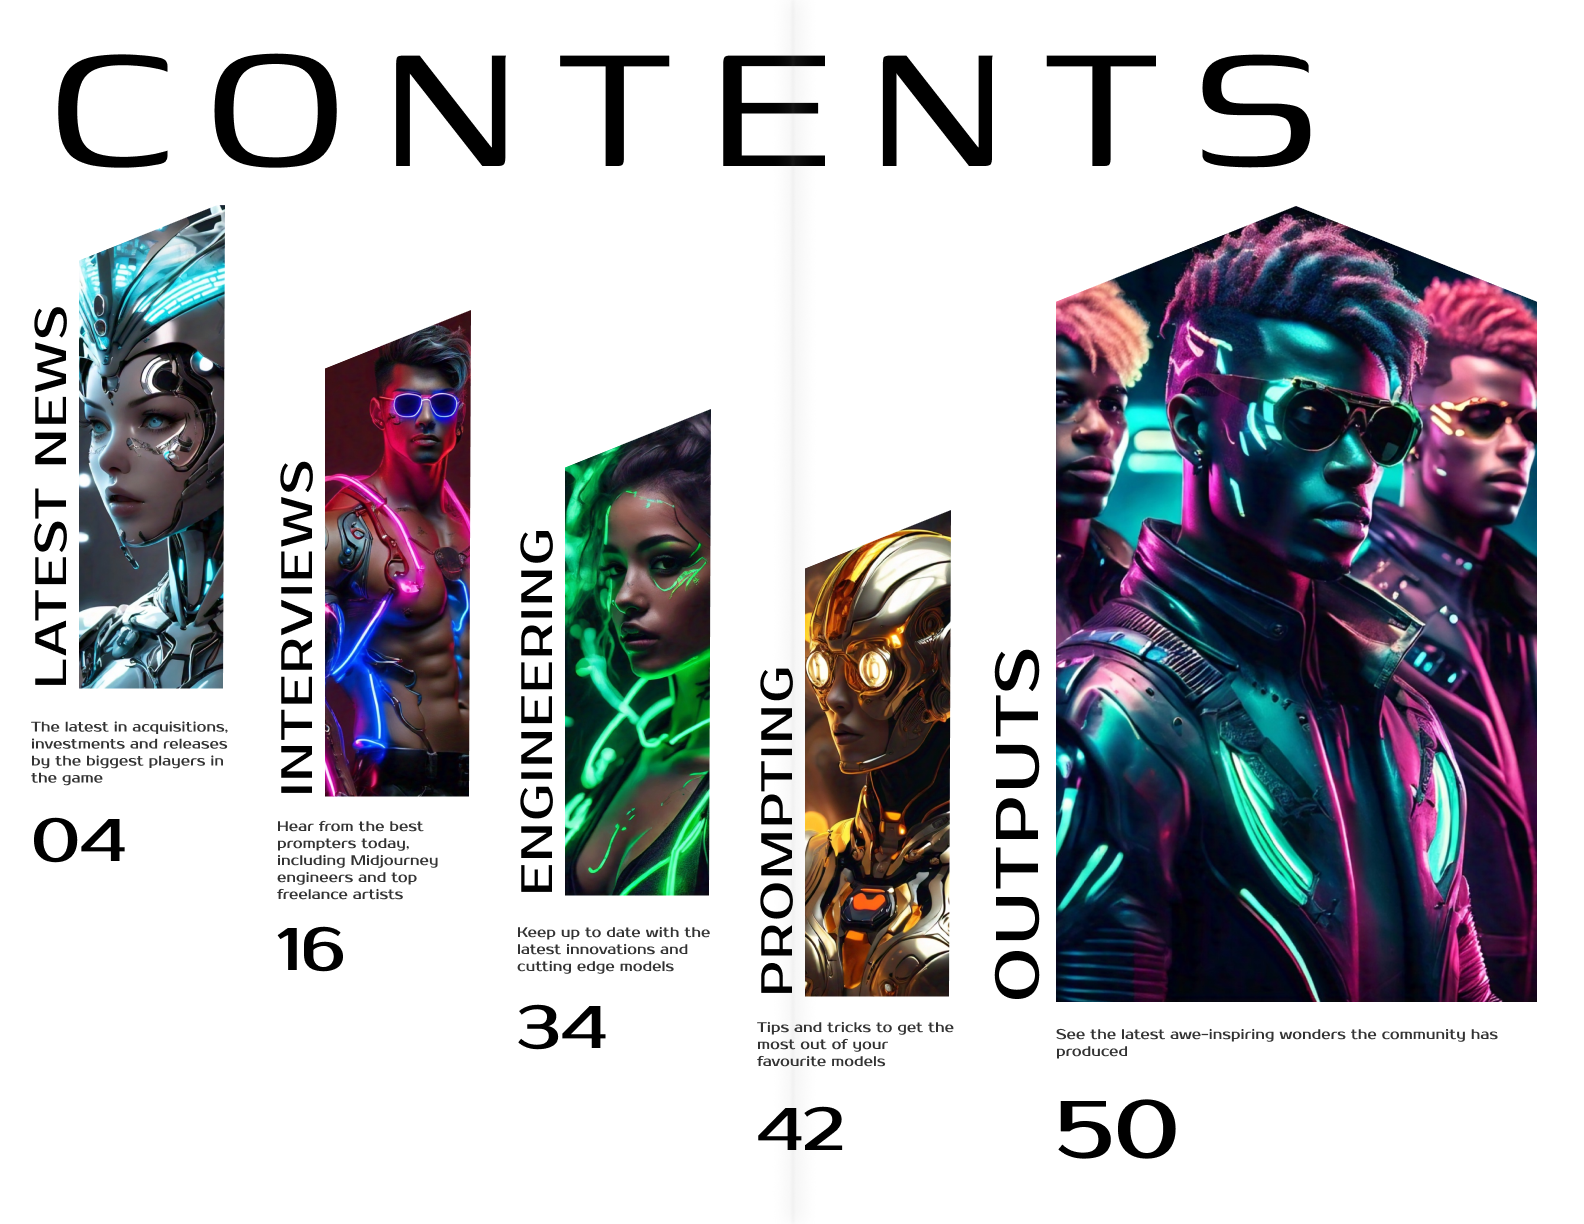 CONTENTS
LATEST NEWS
The latest in acquisitions,
investments and releases
by the biggest players in
the game
04
INTERVIEWS
Hear from the best
prompters today,
including Midjourney
engineers and top
freelance artists
16
ENGINEERING
Keep up to date with the
latest innovations and
cutting edge models
34
PROMPTING
Tips and tricks to get the
most out of your
favourite models
42
OUTPUTS
See the latest awe-inspiring wonders the community has
produced
50